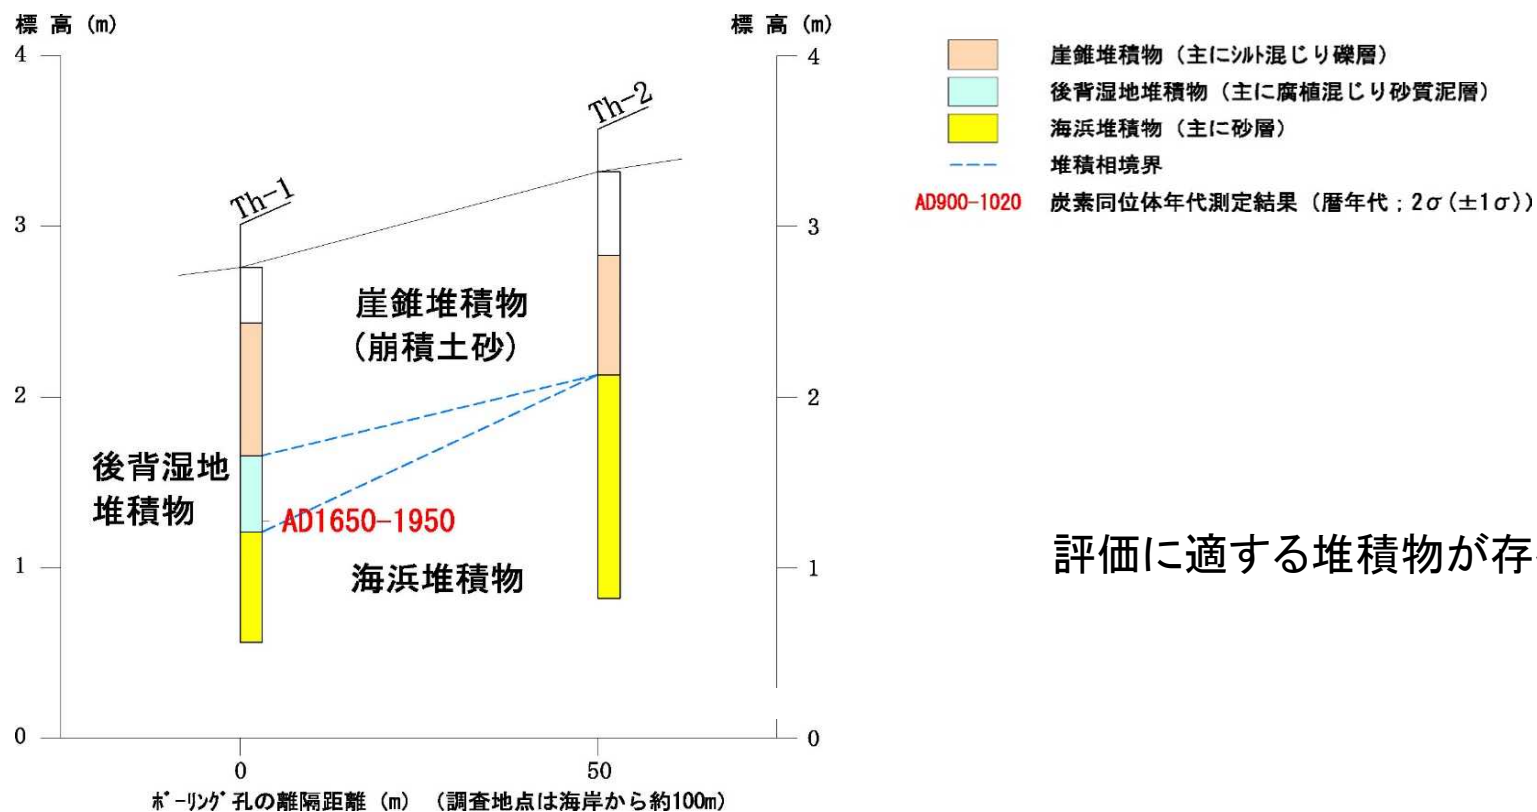 標 高 (m)
標 高 (m)
4
3
2
1
0
4
3
2
1
0
Th-1
Th-2
崖錐堆積物
(崩積土砂)
後背湿地
堆積物
AD1650-1950
海浜堆積物
0
50
ﾎﾞｰﾘﾝｸﾞ孔の離隔距離 (m) (調査地点は海岸から約100m)
崖錐堆積物 (主にｼﾙﾄ混じり礫層)
後背湿地堆積物 (主に腐植混じり砂質泥層)
海浜堆積物 (主に砂層)
堆積相境界
AD900-1020 炭素同位体年代測定結果 (暦年代；2σ(±1σ))
評価に適する堆積物が存